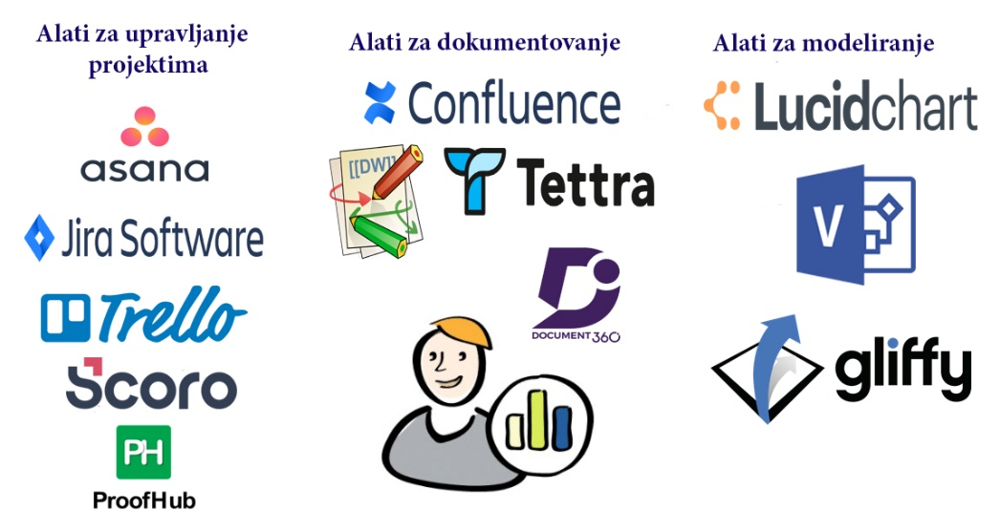 Alati za upravljanje
projektima
asana
Jira Software
Trello
Scoro
PH
ProofHub
Alati za dokumentovanje
Confluence
[[DW]]
Tettra
DOCUMENT360
Alati za modeliranje
Lucidchart
V
gliffy